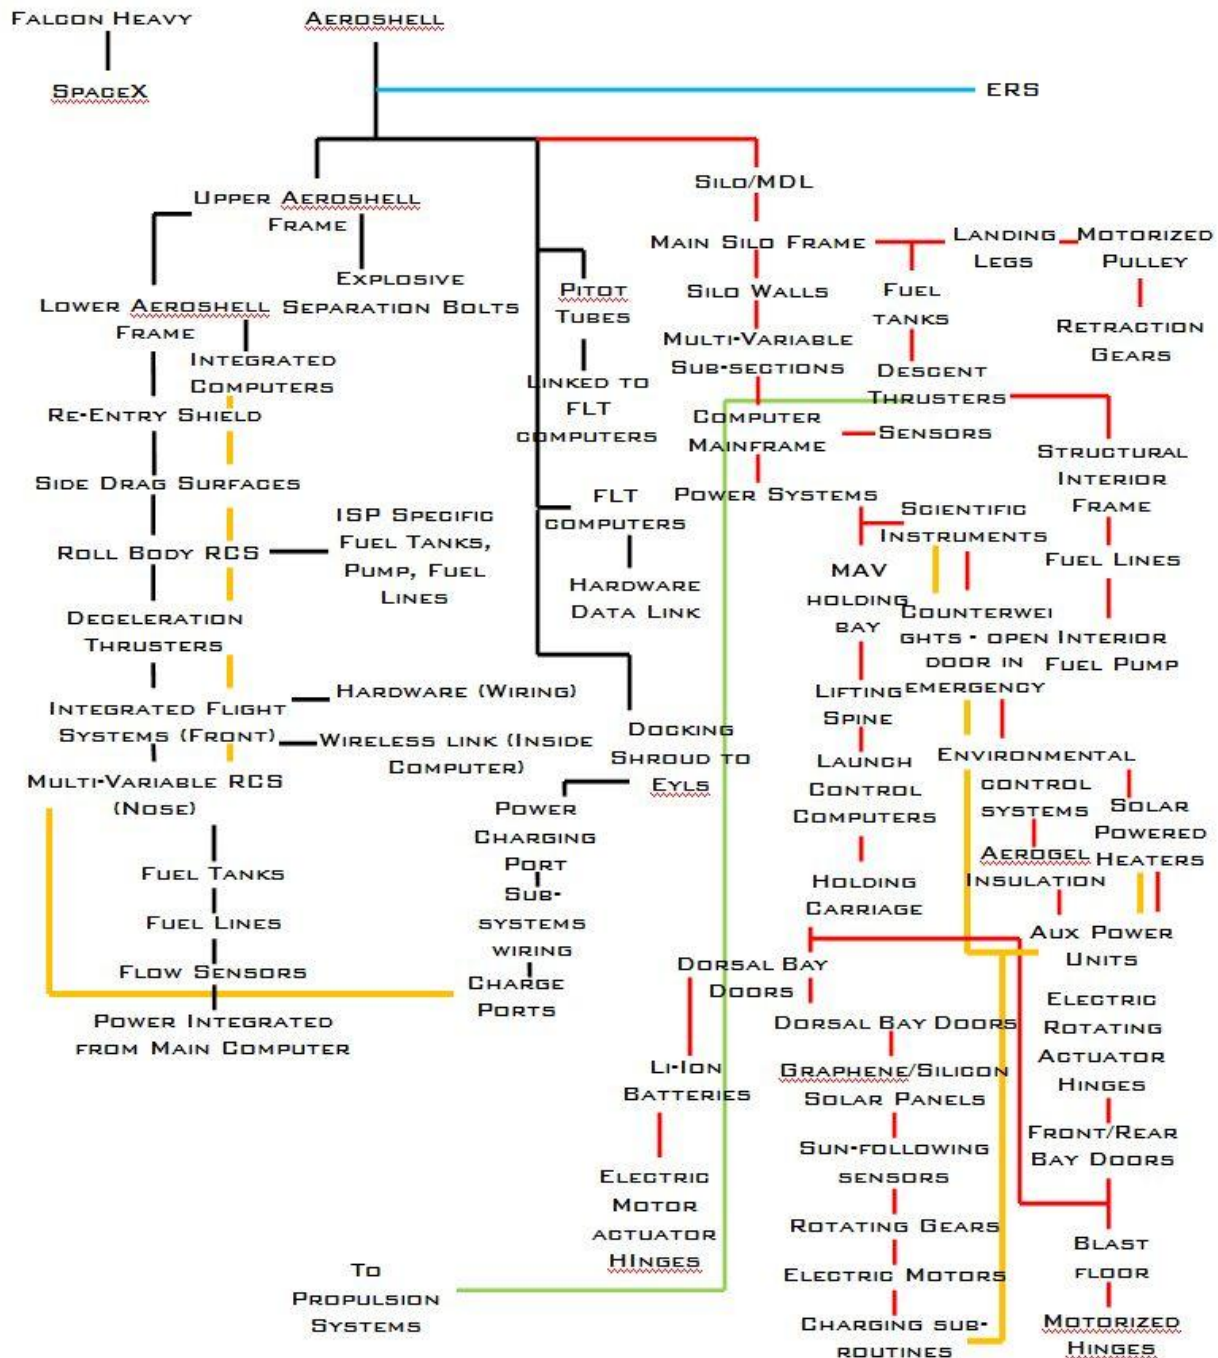 Falcon Heavy
SpaceX
Aeroshell
ERS
Upper Aeroshell
Frame
Explosive
Separation Bolts
Lower Aeroshell
Frame
Integrated
Computers
Re-Entry Shield
Side Drag Surfaces
Roll Body RCS
ISP Specific
Fuel Tanks,
Pump, Fuel
Lines
Deceleration
Thrusters
Integrated Flight
Systems (Front)
Hardware (Wiring)
Wireless link (Inside
Computer)
Multi-Variable RCS
(Nose)
Fuel Tanks
Fuel Lines
Flow Sensors
Power Integrated
from Main Computer
Pitot
Tubes
Linked to
FLT
computers
FLT
computers
Hardware
Data Link
Docking
Shroud to
Eyls
Power
Charging
Port
Sub-
systems
wiring
Charge
Ports
Silo/MDL
Main Silo Frame
Landing
Legs
Motorized
Pulley
Retraction
Gears
Fuel
tanks
Descent
Thrusters
Structural
Interior
Frame
Fuel Lines
Interior
Fuel Pump
Silo Walls
Multi-Variable
Sub-sections
Computer
Mainframe
Sensors
Power Systems
Scientific
Instruments
Counterwei
ghts - open
door in
emergency
Environmental
control
systems
Solar
Powered
Heaters
Aerogel
Insulation
Aux Power
Units
MAV
holding
bay
Lifting
Spine
Launch
Control
Computers
Holding
Carriage
Dorsal Bay
Doors
Li-Ion
Batteries
Electric
Motor
actuator
HInges
Dorsal Bay Doors
Graphene/Silicon
Solar Panels
Sun-following
sensors
Rotating Gears
Electric Motors
Charging sub-
routines
Electric
Rotating
Actuator
Hinges
Front/Rear
Bay Doors
Blast
floor
Motorized
Hinges
To
Propulsion
Systems